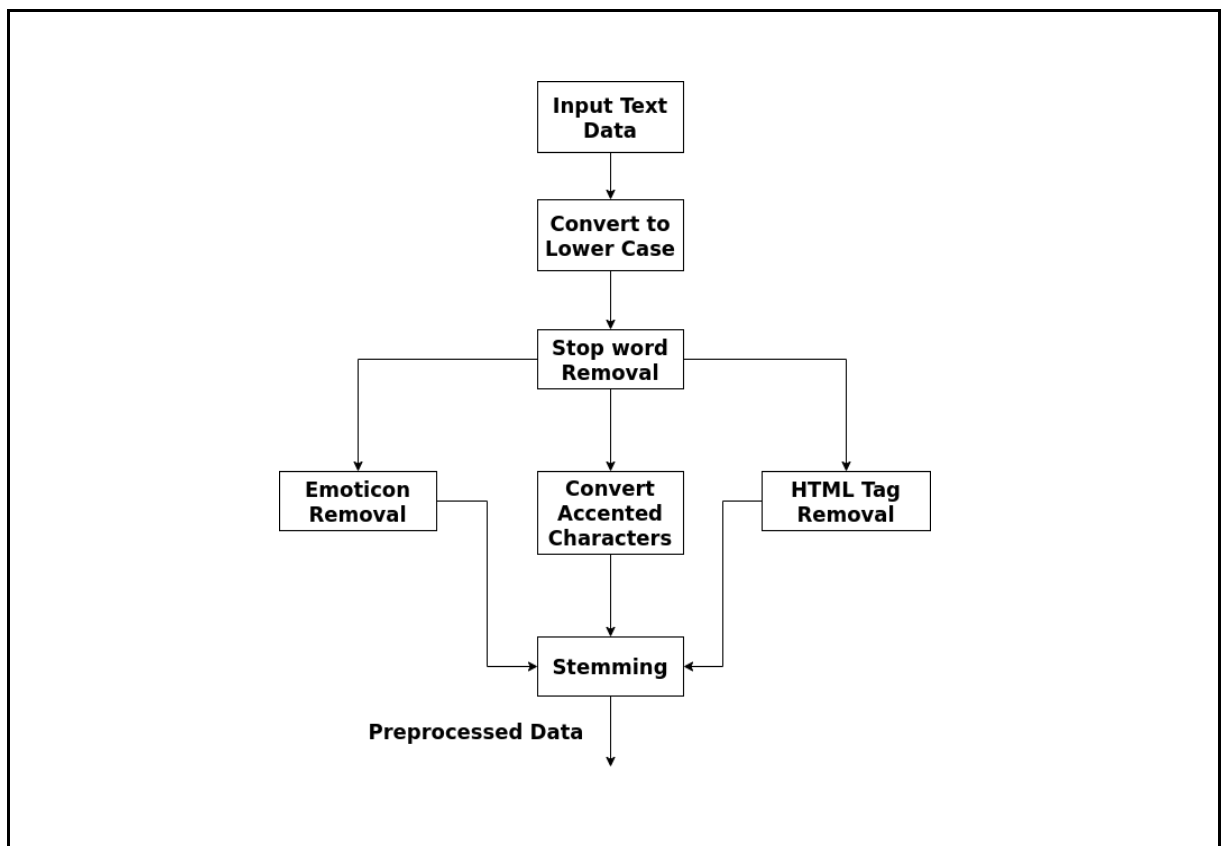 Input Text
Data
Convert to
Lower Case
Stop word
Removal
Emoticon
Removal
Convert
Accented
Characters
HTML Tag
Removal
Stemming
Preprocessed Data